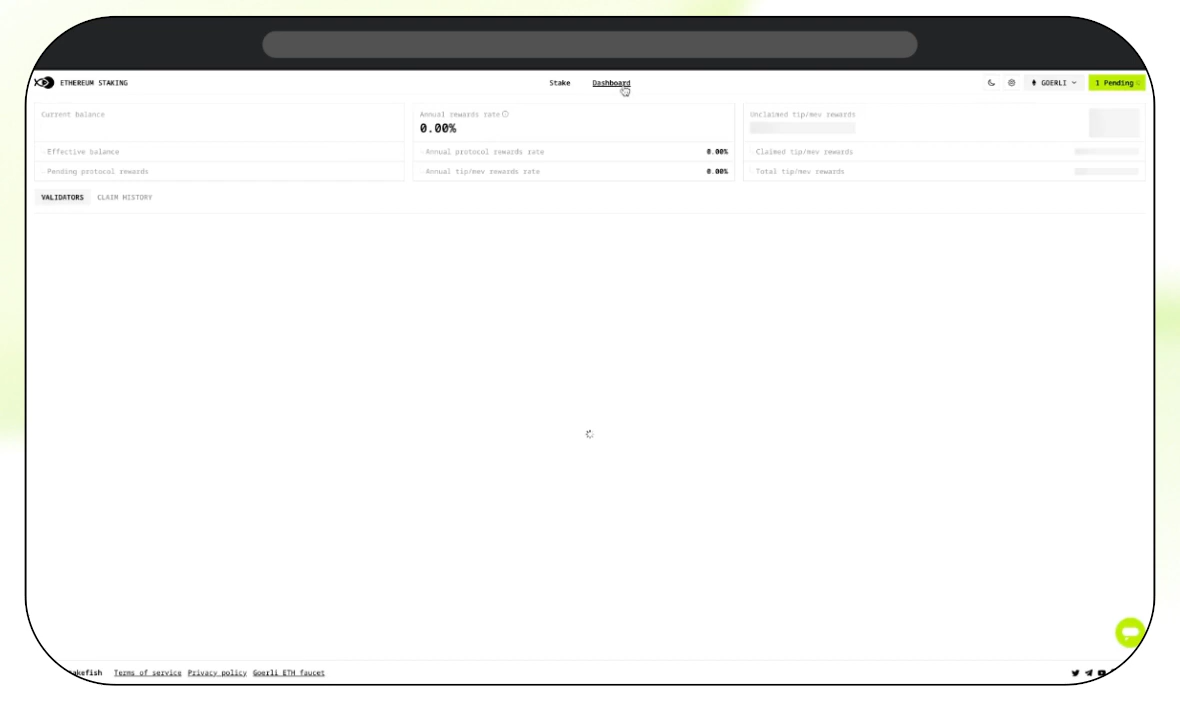 ETHEREUM STAKING
Stake Dashboard
GOERLI 1 Pending
Current balance
Effective balance
Pending protocol rewards
Annual rewards rate
0.00%
Annual protocol rewards rate 0.00%
Annual tip/mev rewards rate 0.00%
Unclaimed tip/mev rewards
Claimed tip/mev rewards
Total tip/mev rewards
VALIDATORS CLAIM HISTORY
akefish Terms of service Privacy policy Goerli ETH faucet